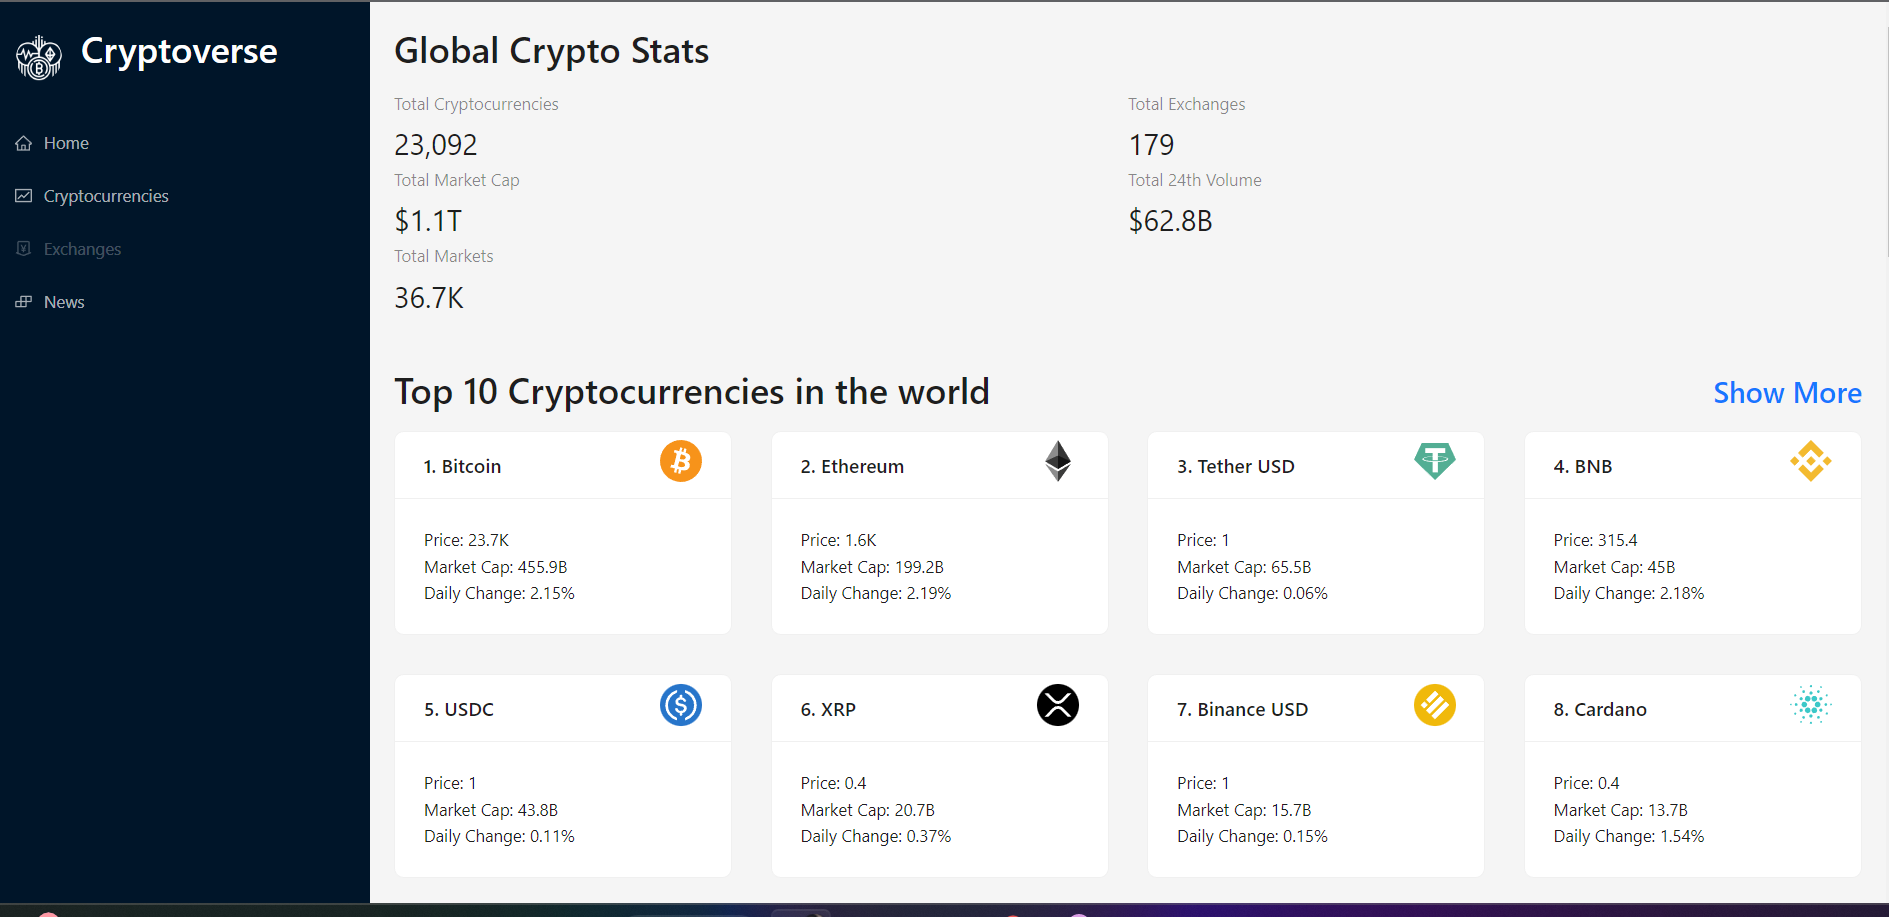 Cryptoverse
Home
Cryptocurrencies
Exchanges
News
Global Crypto Stats
Total Cryptocurrencies
23,092
Total Exchanges
179
Total Market Cap
$1.1T
Total 24th Volume
$62.8B
Total Markets
36.7K
Top 10 Cryptocurrencies in the world
Show More
1. Bitcoin
Price: 23.7K
Market Cap: 455.9B
Daily Change: 2.15%
2. Ethereum
Price: 1.6K
Market Cap: 199.2B
Daily Change: 2.19%
3. Tether USD
Price: 1
Market Cap: 65.5B
Daily Change: 0.06%
4. BNB
Price: 315.4
Market Cap: 45B
Daily Change: 2.18%
5. USDC
Price: 1
Market Cap: 43.8B
Daily Change: 0.11%
6. XRP
Price: 0.4
Market Cap: 20.7B
Daily Change: 0.37%
7. Binance USD
Price: 1
Market Cap: 15.7B
Daily Change: 0.15%
8. Cardano
Price: 0.4
Market Cap: 13.7B
Daily Change: 1.54%